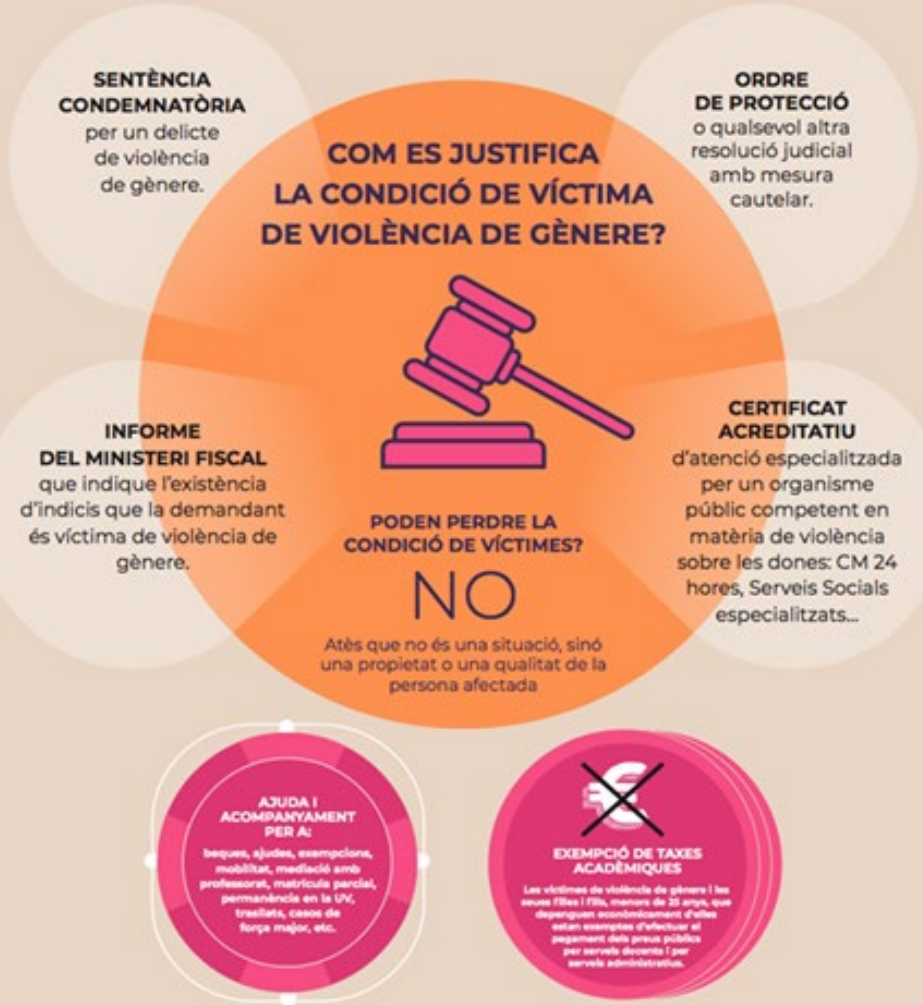 SENTÈNCIA
CONDEMNATÒRIA
per un delicte
de violència
de gènere.
ORDRE
DE PROTECCIÓ
o qualsevol altra
resolució judicial
amb mesura
cautelar.
COM ES JUSTIFICA
LA CONDICIÓ DE VÍCTIMA
DE VIOLÈNCIA DE GÈNERE?
INFORME
DEL MINISTERI FISCAL
que indique l'existència
d'indicis que la demandant
és víctima de violència de
gènere.
CERTIFICAT
ACREDITATIU
d'atenció especialitzada
per un organisme
públic competent en
matèria de violència
sobre les dones: CM 24
hores, Serveis Socials
especialitzats...
PODEN PERDRE LA
CONDICIÓ DE VÍCTIMES?
NO
Atès que no és una situació, sinó
una propietat o una qualitat de la
persona afectada
AJUDA I
ACOMPANYAMENT
PER A:
beques, ajudes, exempcions,
mobilitat, mediació amb
professorat, matrícula parcial,
permanència en la UV,
trasllats, casos de
força major, etc.
€
EXEMPCIÓ DE TAXES
ACADÈMIQUES
Les víctimes de violència de gènere i les
seues filles i fills, menors de 25 anys, que
depenguen econòmicament d'elles
estan exemptes d'efectuar el
pagament dels preus públics
per serveis docents i per
serveis administratius.